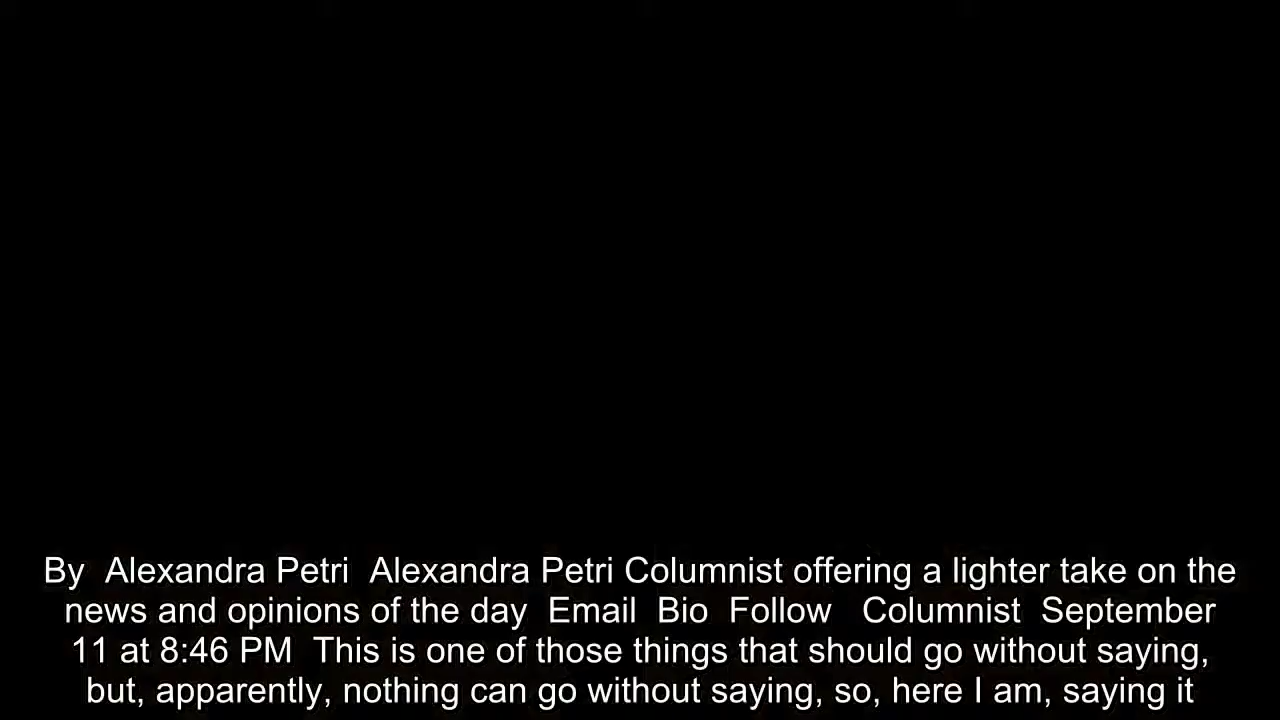 By  Alexandra Petri  Alexandra Petri Columnist offering a lighter take on the
news and opinions of the day  Email  Bio  Follow   Columnist  September
11 at 8:46 PM  This is one of those things that should go without saying,
but, apparently, nothing can go without saying, so, here I am, saying it